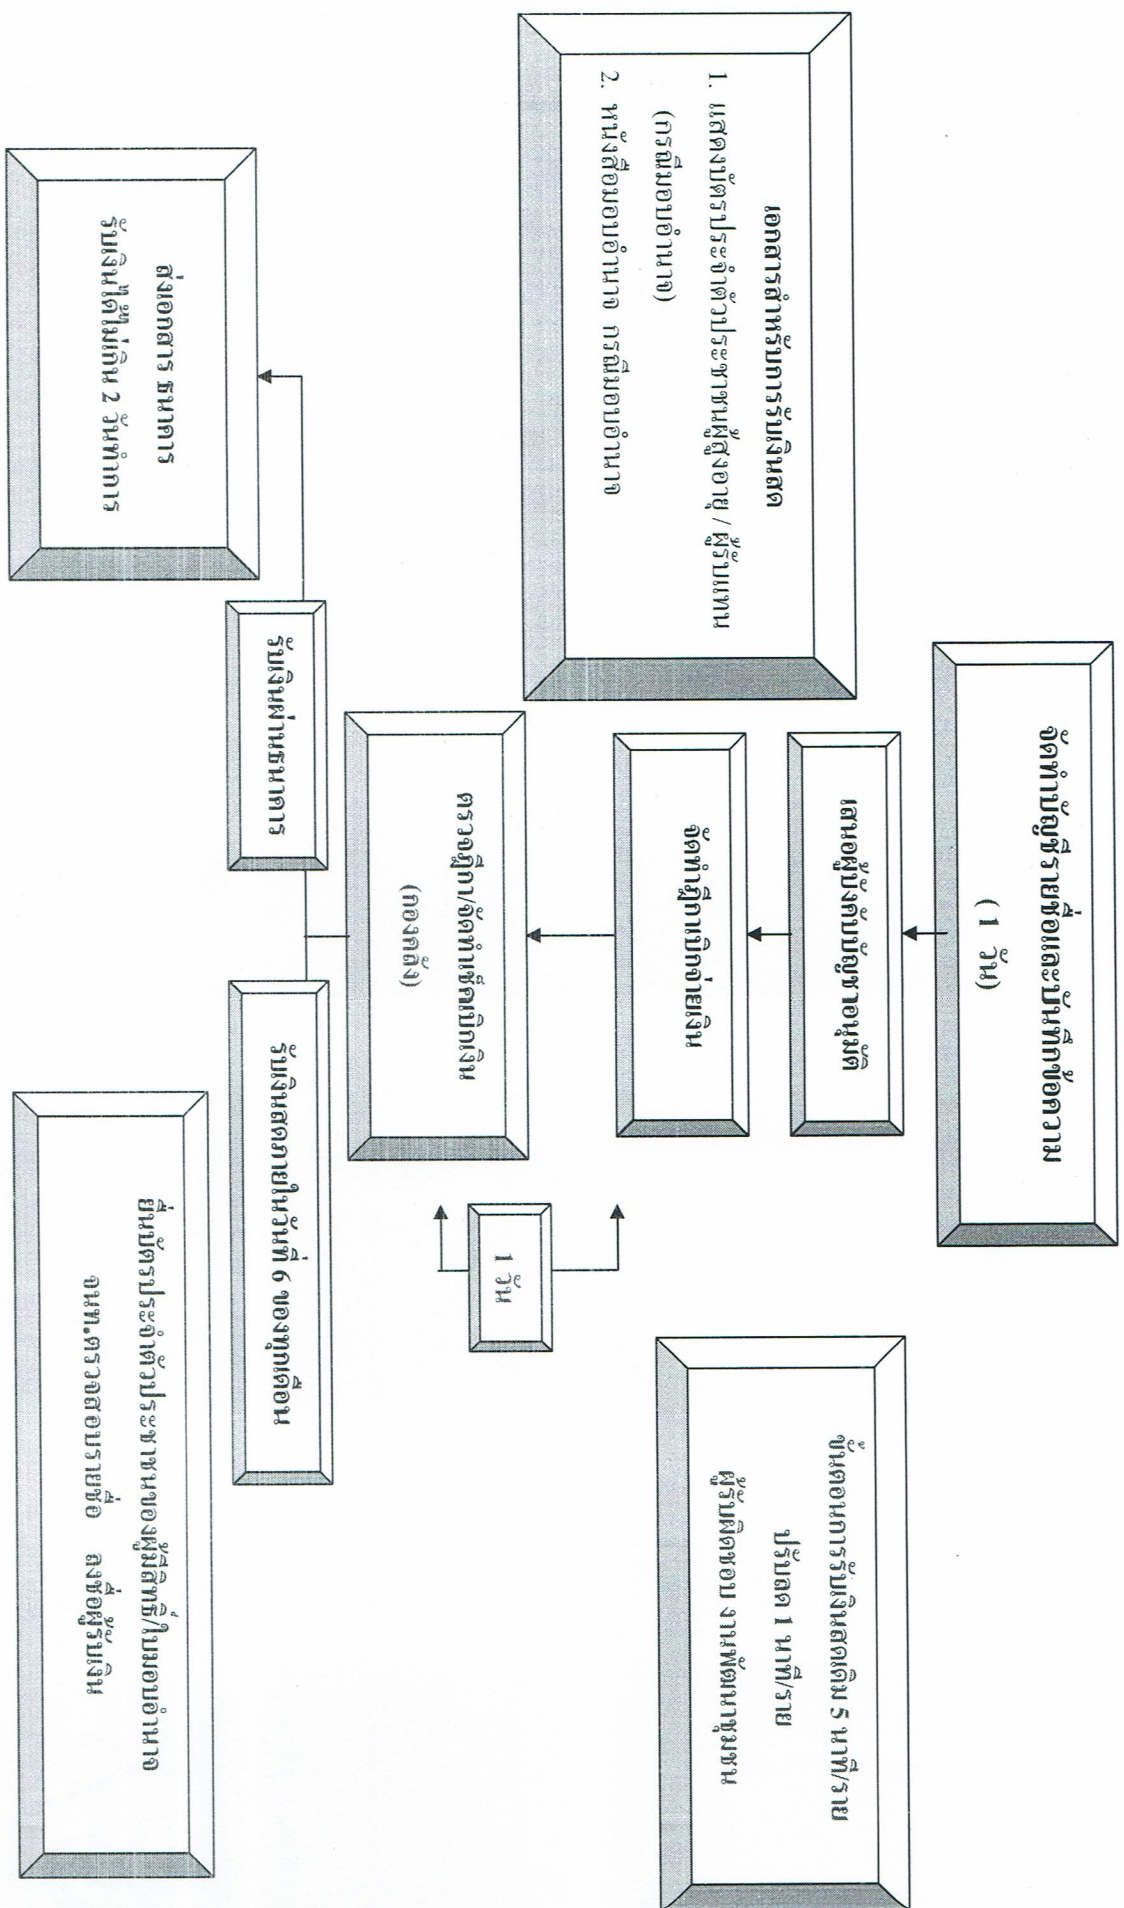 จัดทำบัญชีรายชื่อและบันทึกข้อความ
( 1 วัน)
เสนอผู้บังคับบัญชาอนุมัติ
จัดทำฎีกาเบิกจ่ายเงิน
ตรวจฎีกา/จัดทำเช็คเบิกเงิน
(กองคลัง)
1 วัน
เอกสารสำหรับการรับเงินสด
1. แสดงบัตรประจำตัวประชาชนผู้สูงอายุ / ผู้รับแทน
(กรณีมอบอำนาจ)
2. หนังสือมอบอำนาจ กรณีมอบอำนาจ
ขั้นตอนการรับเงินสดเดิม 5 นาที/ราย
ปรับลด 1 นาที/ราย
ผู้รับผิดชอบ งานพัฒนาชุมชน
รับเงินผ่านธนาคาร
รับเงินสดภายในวันที่ 6 ของทุกเดือน
ส่งเอกสาร ธนาคาร
รับเงินได้ไม่เกิน 2 วันทำการ
ยื่นบัตรประจำตัวประชาชนของผู้มีสิทธิ์/ใบมอบอำนาจ
จนท.ตรวจสอบรายชื่อ ลงชื่อผู้รับเงิน